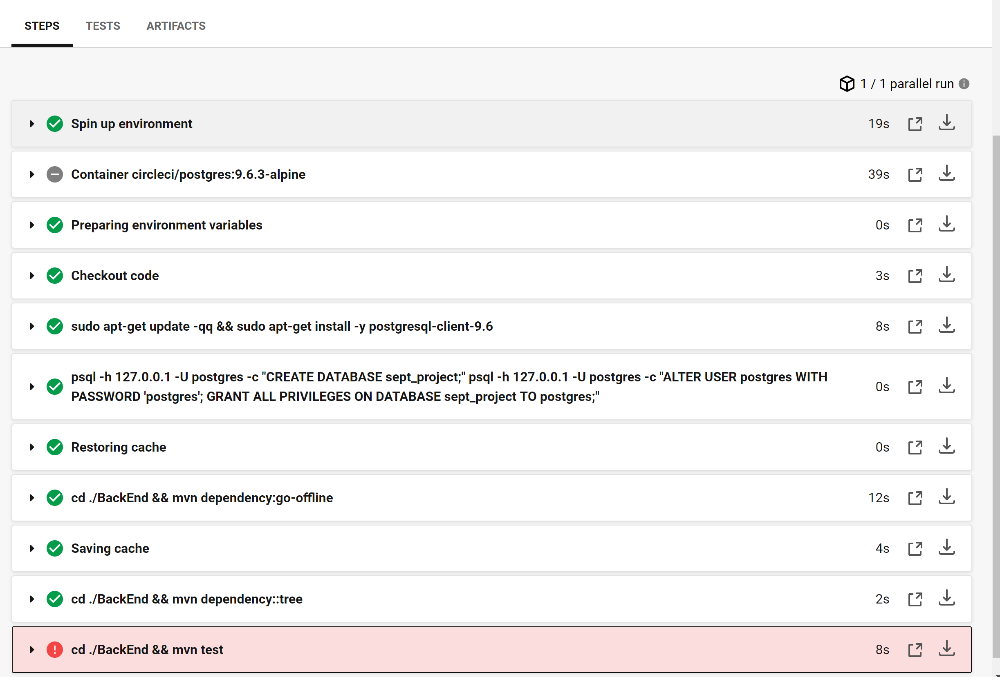 STEPS TESTS ARTIFACTS
1 / 1 parallel run
Spin up environment 19s
Container circleci/postgres:9.6.3-alpine 39s
Preparing environment variables 0s
Checkout code 3s
sudo apt-get update -qq && sudo apt-get install -y postgresql-client-9.6 8s
psql -h 127.0.0.1 -U postgres -c "CREATE DATABASE sept_project;" psql -h 127.0.0.1 -U postgres -c "ALTER USER postgres WITH
PASSWORD 'postgres'; GRANT ALL PRIVILEGES ON DATABASE sept_project TO postgres;" 0s
Restoring cache 0s
cd ./BackEnd && mvn dependency:go-offline 12s
Saving cache 4s
cd ./BackEnd && mvn dependency::tree 2s
cd ./BackEnd && mvn test 8s